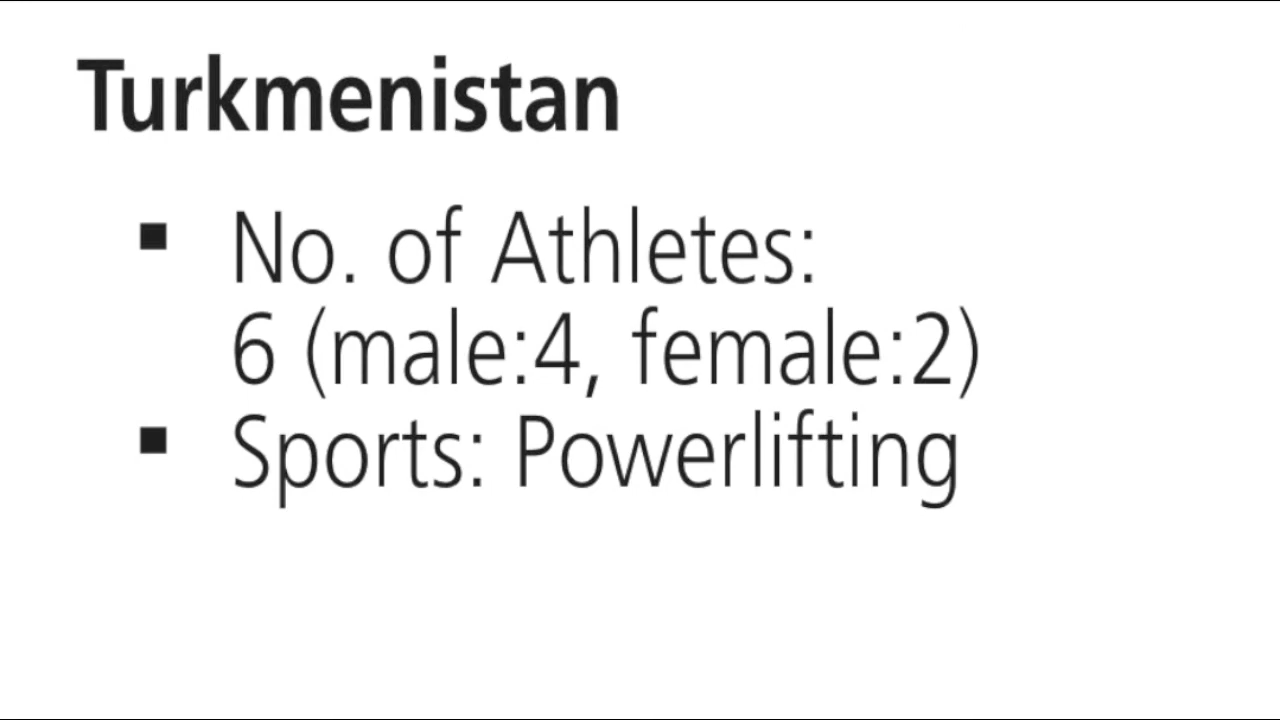 Turkmenistan
▪ No. of Athletes:
6 (male:4, female:2)
▪ Sports: Powerlifting